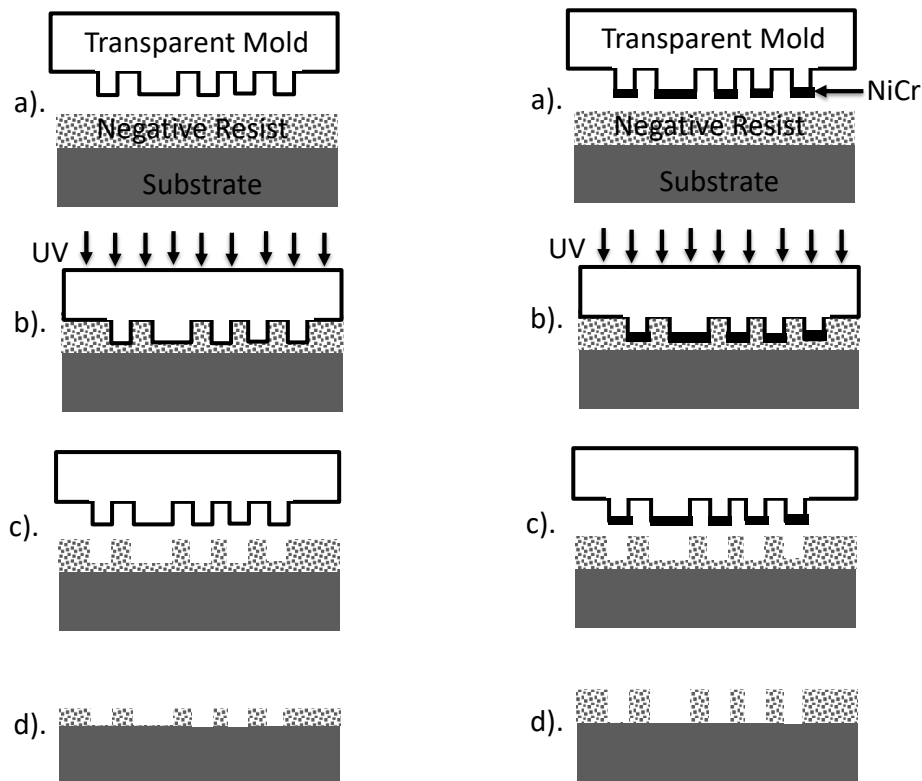 Transparent Mold
a).
Negative Resist
Substrate
UV
b).
c).
d).
Transparent Mold
a).
NiCr
Negative Resist
Substrate
UV
b).
c).
d).